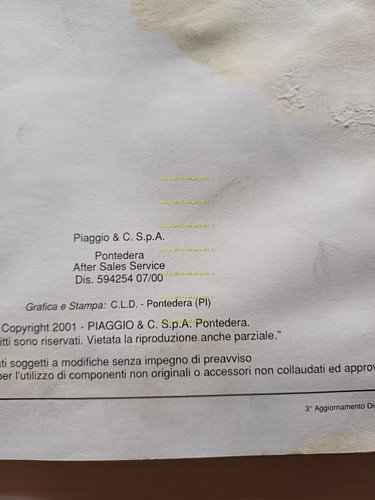 Piaggio & C. S.p.A.
Pontedera
After Sales Service
Dis. 594254 07/00
Grafica e Stampa: C.L.D. - Pontedera (PI)
Copyright 2001 - PIAGGIO & C. S.p.A. Pontedera.
itti sono riservati. Vietata la riproduzione anche parziale."
ati soggetti a modifiche senza impegno di preavviso
per l'utilizzo di componenti non originali o accessori non collaudati ed approv
3° Aggiornamento Dis